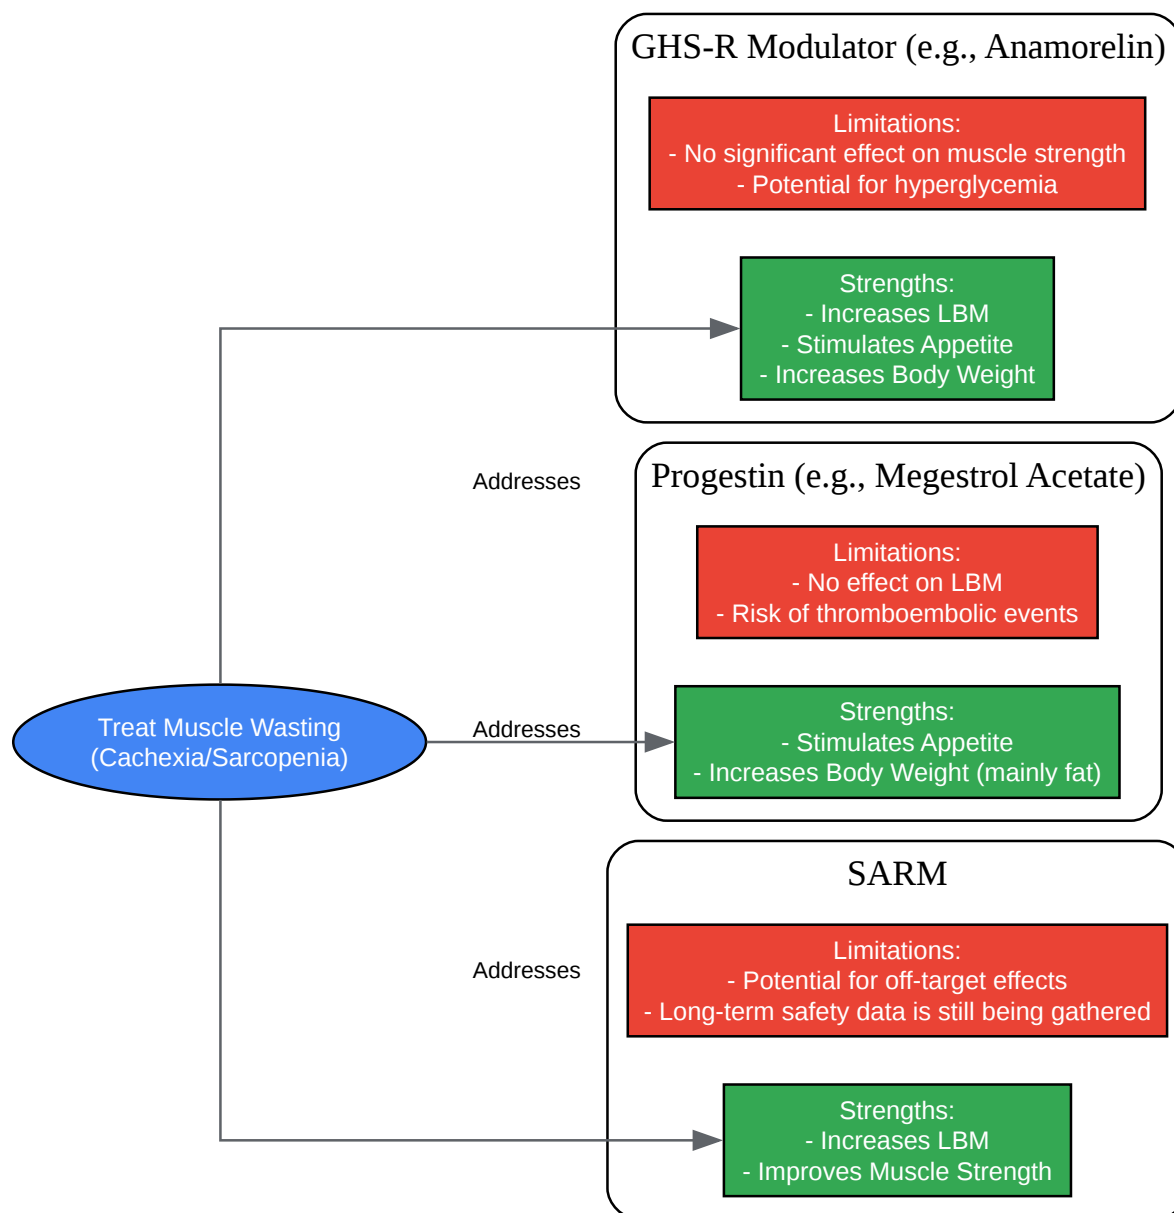 GHS-R Modulator (e.g., Anamorelin)
Limitations:
- No significant effect on muscle strength
- Potential for hyperglycemia
Strengths:
- Increases LBM
- Stimulates Appetite
- Increases Body Weight
Addresses
Progestin (e.g., Megestrol Acetate)
Limitations:
- No effect on LBM
- Risk of thromboembolic events
Treat Muscle Wasting
(Cachexia/Sarcopenia)
Addresses
Strengths:
- Stimulates Appetite
- Increases Body Weight (mainly fat)
SARM
Limitations:
- Potential for off-target effects
- Long-term safety data is still being gathered
Addresses
Strengths:
- Increases LBM
- Improves Muscle Strength